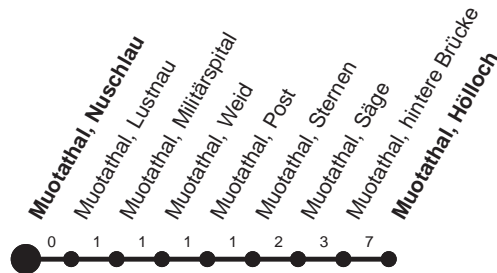 Muotathal, Nuschlau
Muotathal, Lustnau
Muotathal, Militärspital
Muotathal, Weid
Muotathal, Post
Muotathal, Sternen
Muotathal, Säge
Muotathal, hintere Brücke
Muotathal, Hölloch
0 1 1 1 1 2 3 7